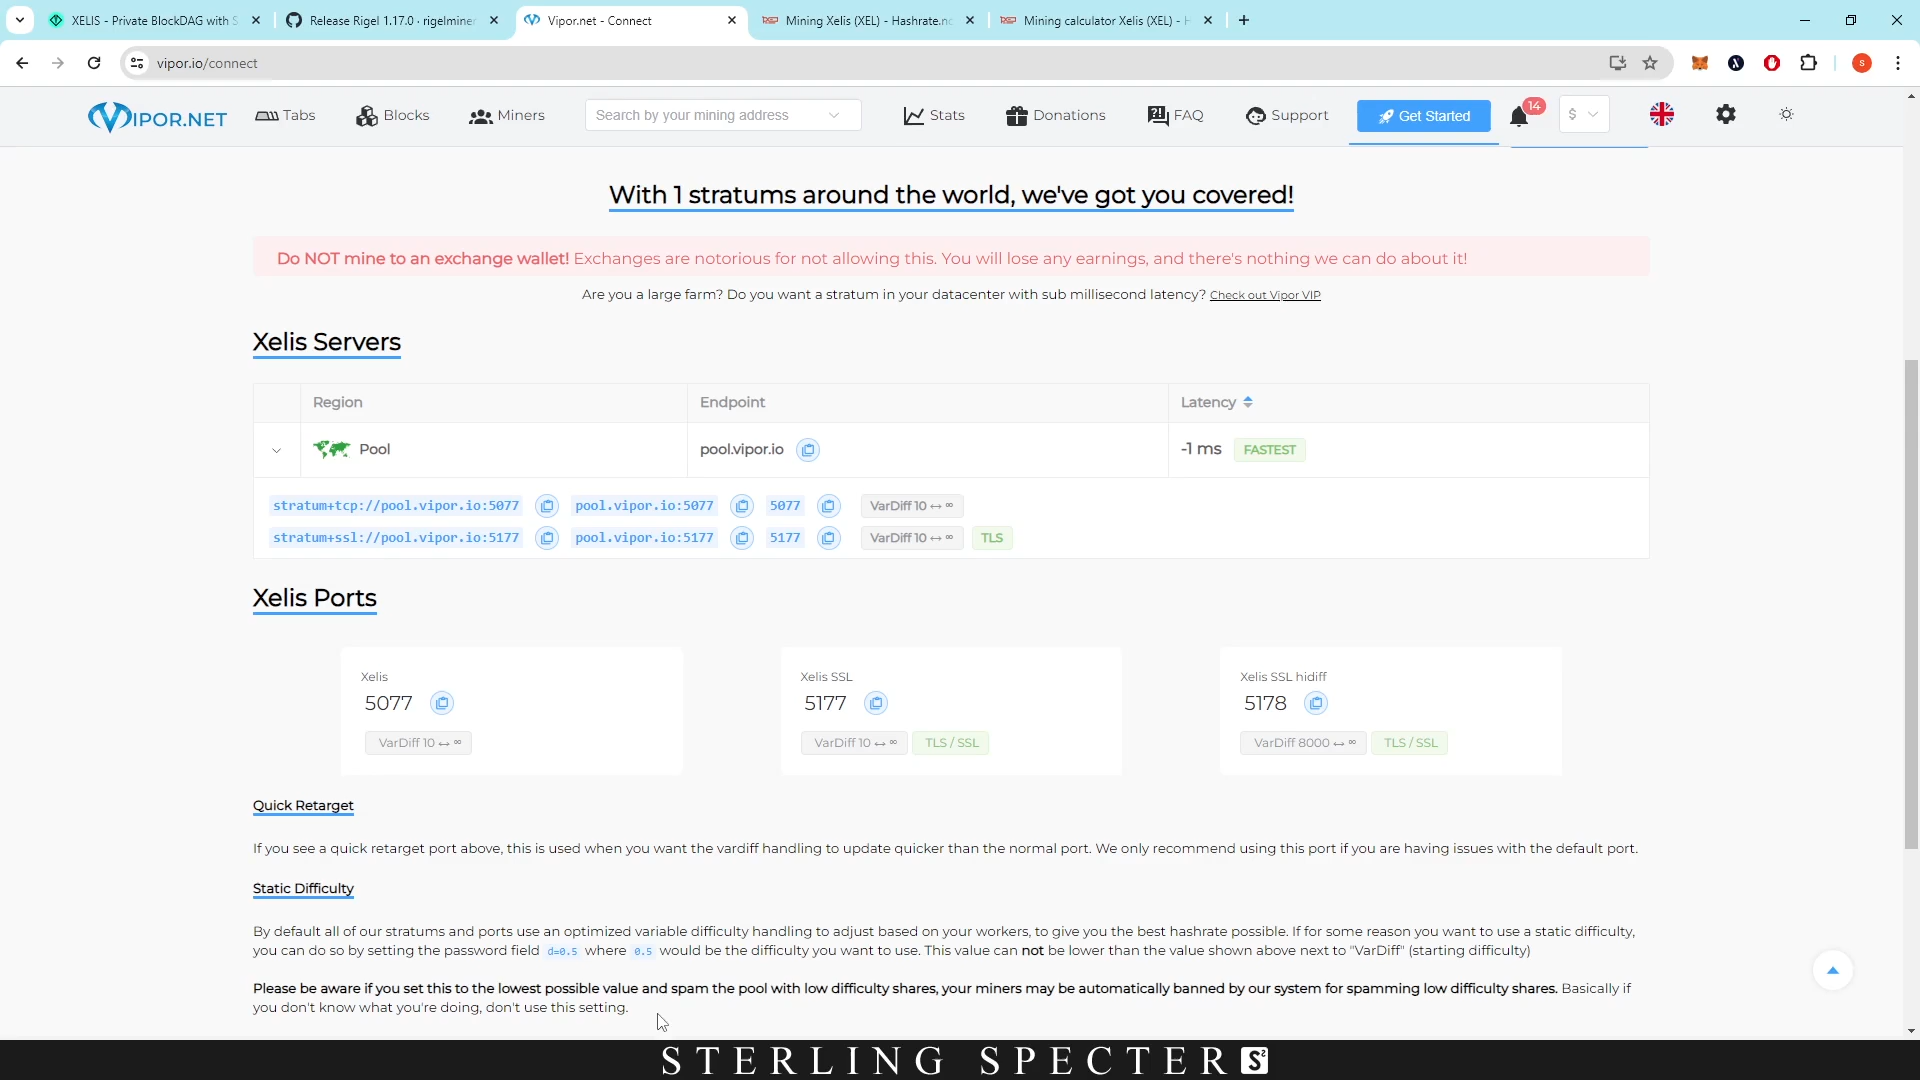 XELIS - Private BlockDAG with S
Release Rigel 1.17.0 · rigelminer
Vipor.net - Connect
Mining Xelis (XEL) - Hashrate.no
Mining calculator Xelis (XEL) - H
vipor.io/connect
S
VIPOR.NET
Tabs
Blocks
Miners
Search by your mining address
Stats
Donations
FAQ
Support
Get Started
14
$
With 1 stratums around the world, we've got you covered!
Do NOT mine to an exchange wallet! Exchanges are notorious for not allowing this. You will lose any earnings, and there's nothing we can do about it!
Are you a large farm? Do you want a stratum in your datacenter with sub millisecond latency? Check out Vipor VIP
Xelis Servers
Region Endpoint Latency
Pool pool.vipor.io -1 ms FASTEST
stratum+tcp://pool.vipor.io:5077 pool.vipor.io:5077 5077 VarDiff 10 ↔ ∞
stratum+ssl://pool.vipor.io:5177 pool.vipor.io:5177 5177 VarDiff 10 ↔ ∞ TLS
Xelis Ports
Xelis
5077
VarDiff 10 ↔ ∞
Xelis SSL
5177
VarDiff 10 ↔ ∞ TLS / SSL
Xelis SSL hidiff
5178
VarDiff 8000 ↔ ∞ TLS / SSL
Quick Retarget
If you see a quick retarget port above, this is used when you want the vardiff handling to update quicker than the normal port. We only recommend using this port if you are having issues with the default port.
Static Difficulty
By default all of our stratums and ports use an optimized variable difficulty handling to adjust based on your workers, to give you the best hashrate possible. If for some reason you want to use a static difficulty,
you can do so by setting the password field d=0.5 where 0.5 would be the difficulty you want to use. This value can not be lower than the value shown above next to "VarDiff" (starting difficulty)
Please be aware if you set this to the lowest possible value and spam the pool with low difficulty shares, your miners may be automatically banned by our system for spamming low difficulty shares. Basically if
you don't know what you're doing, don't use this setting.
STERLING SPECTER S²